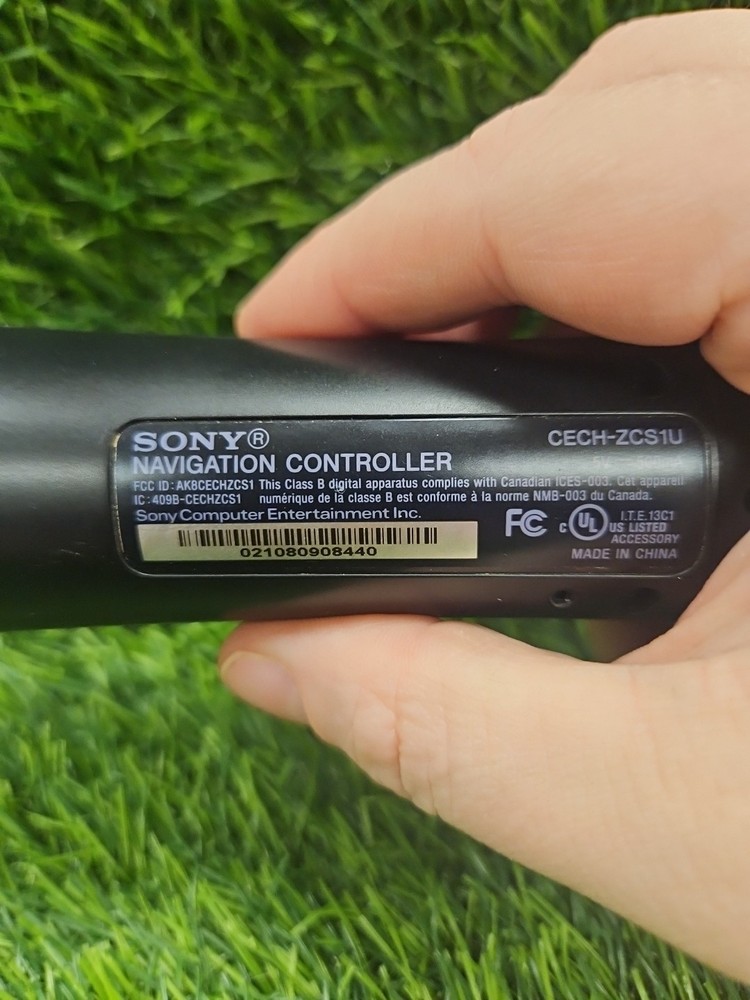 SONY® CECH-ZCS1U
NAVIGATION CONTROLLER
FCC ID: AK8CECHZCS1 This Class B digital apparatus complies with Canadian ICES-003. Cet appareil
IC: 409B-CECHZCS1 numérique de la classe B est conforme à la norme NMB-003 du Canada.
Sony Computer Entertainment Inc.
021080908440
FC
C UL US LISTED
I.T.E. 13C1
ACCESSORY
MADE IN CHINA